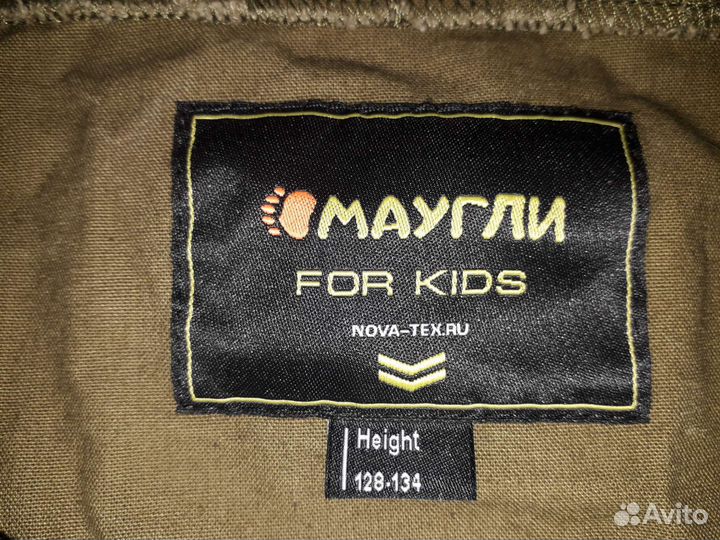 МАУГЛИ
FOR KIDS
NOVA-TEX.RU
Height
128-134
Avito